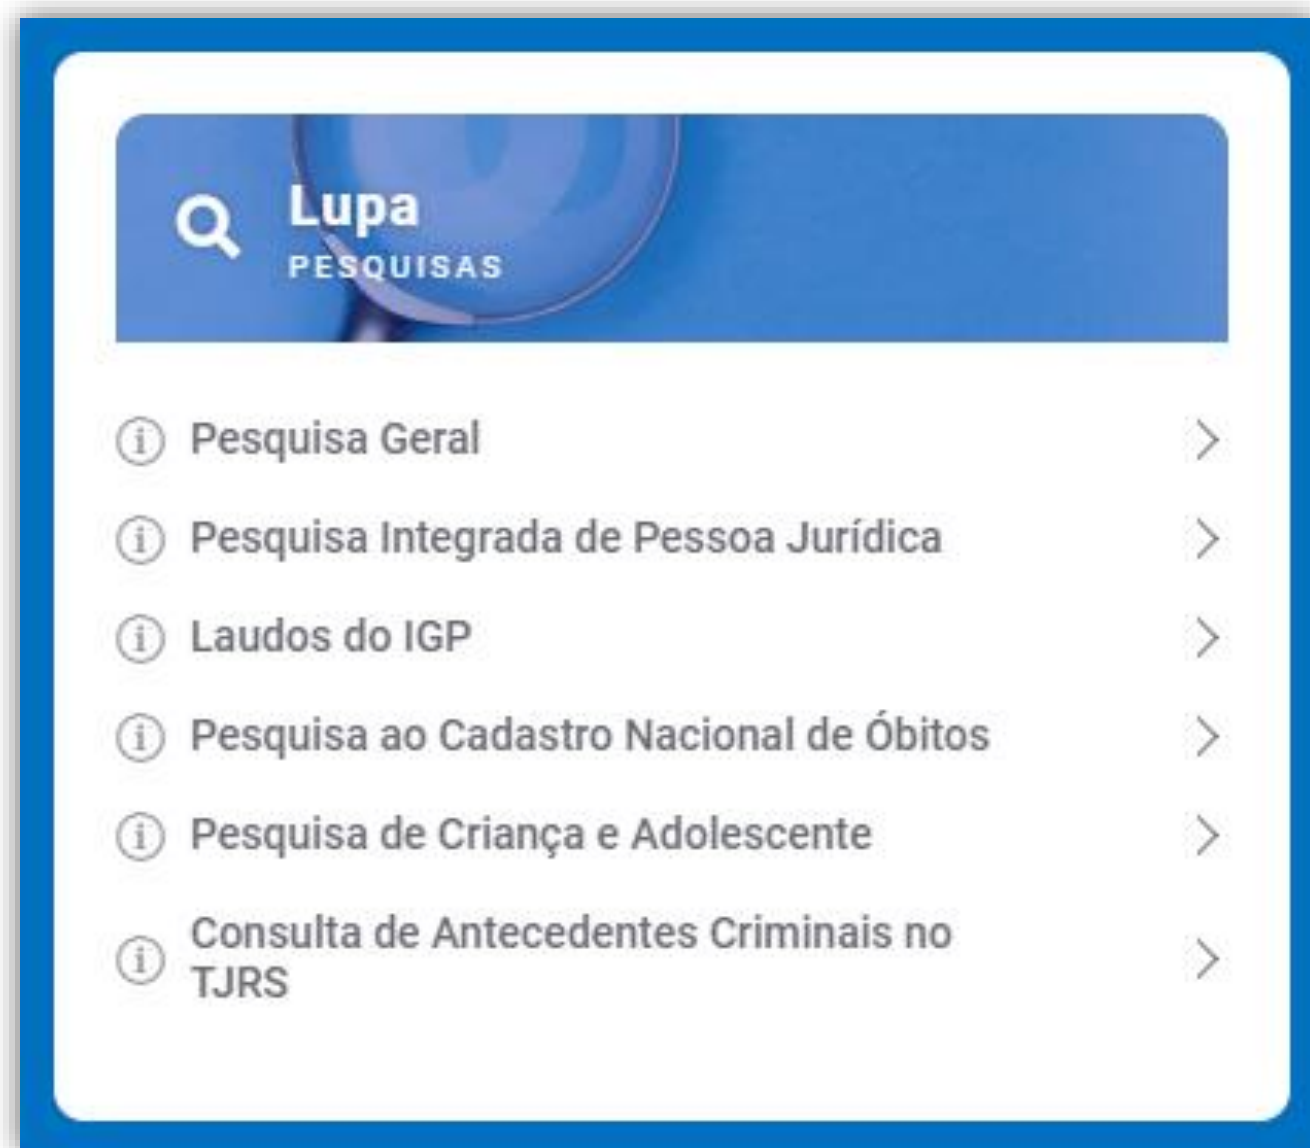 Lupa
PESQUISAS
Pesquisa Geral
Pesquisa Integrada de Pessoa Jurídica
Laudos do IGP
Pesquisa ao Cadastro Nacional de Óbitos
Pesquisa de Criança e Adolescente
Consulta de Antecedentes Criminais no
TJRS